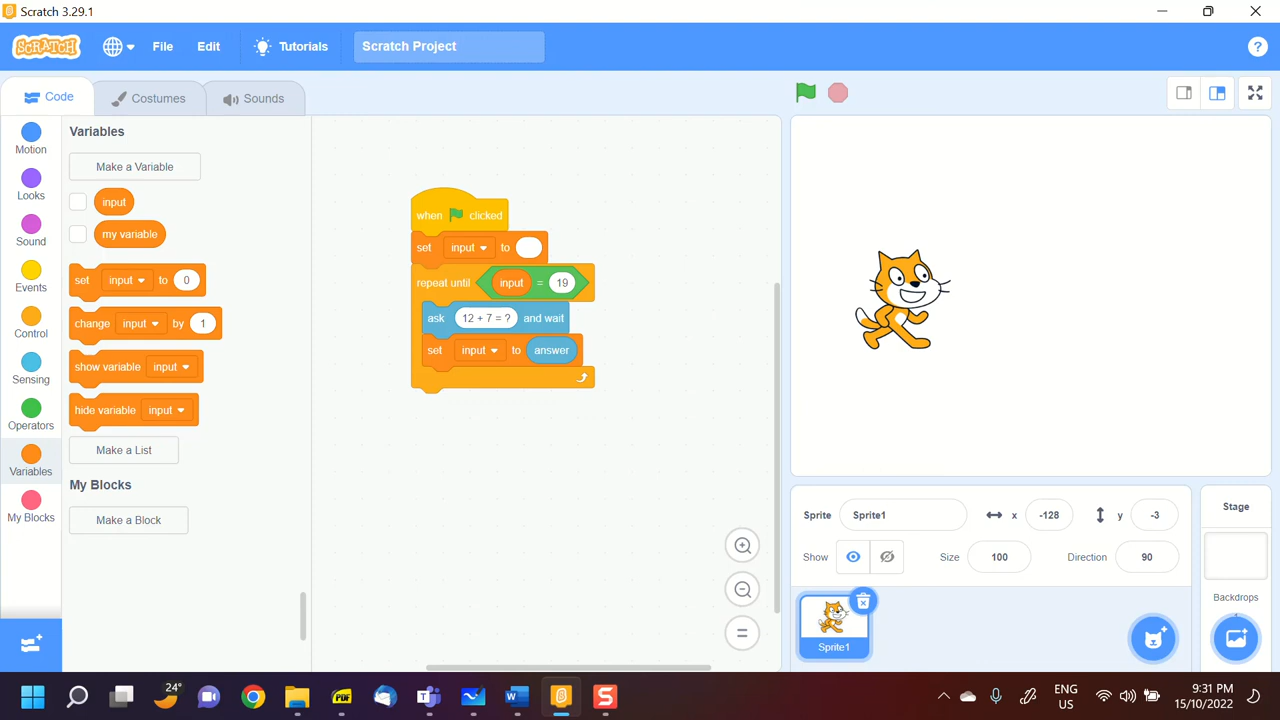 Scratch 3.29.1
SCRATCH File Edit Tutorials Scratch Project ?
Code Costumes Sounds
Motion
Looks
Sound
Events
Control
Sensing
Operators
Variables
My Blocks
Variables
Make a Variable
input
my variable
set input to 0
change input by 1
show variable input
hide variable input
Make a List
My Blocks
Make a Block
when clicked
set input to
repeat until input = 19
ask 12 + 7 = ? and wait
set input to answer
Sprite Sprite1 x -128 y -3
Show Size 100 Direction 90
Sprite1
Stage
Backdrops
24°
PDF
T
W
S
ENG
US
9:31 PM
15/10/2022